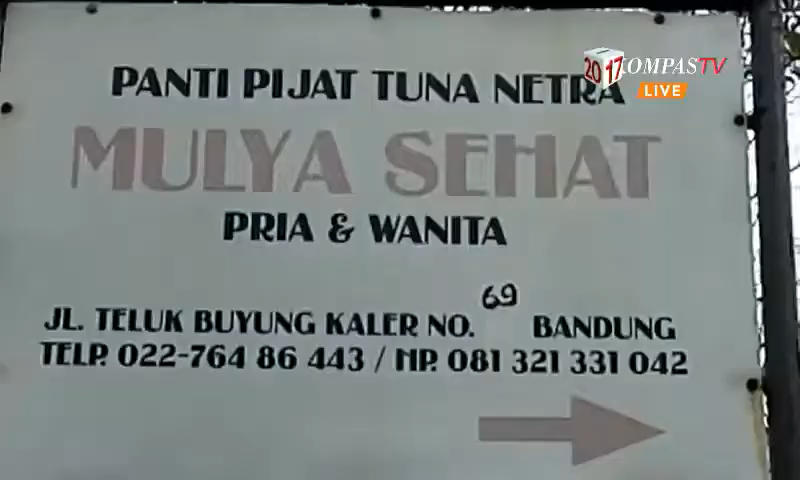 2017 KOMPASTV
LIVE
PANTI PIJAT TUNA NETRA
MULYA SEHAT
PRIA & WANITA
JL. TELUK BUYUNG KALER NO. 69 BANDUNG
TELP. 022-764 86 443 / HP. 081 321 331 042